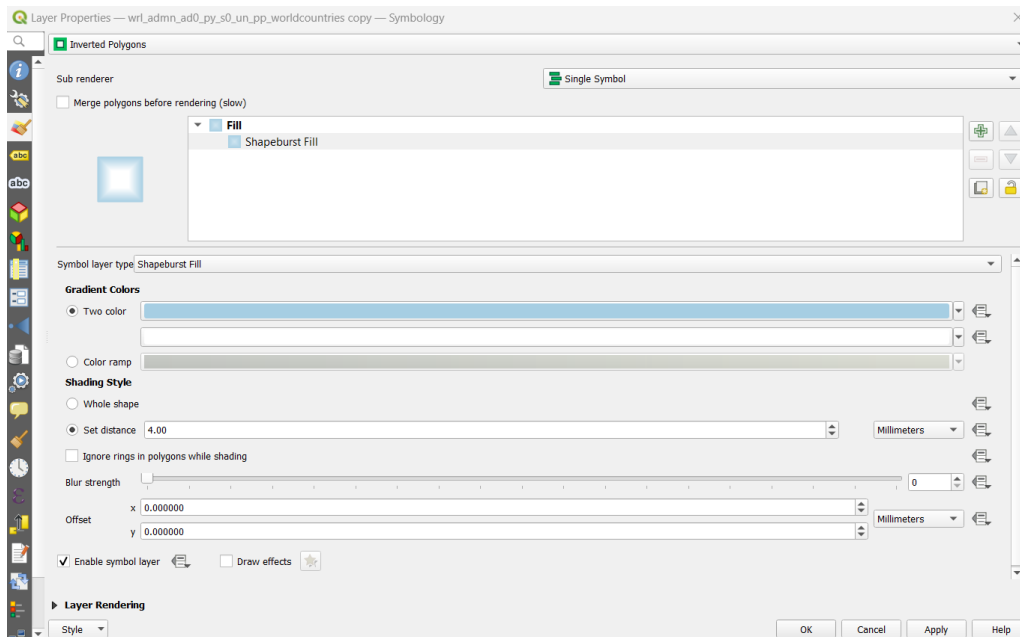 Layer Properties — wrl_admn_ad0_py_s0_un_pp_worldcountries copy — Symbology
Inverted Polygons
Sub renderer Single Symbol
Merge polygons before rendering (slow)
Fill
Shapeburst Fill
Symbol layer type Shapeburst Fill
Gradient Colors
Two color
Color ramp
Shading Style
Whole shape
Set distance 4.00 Millimeters
Ignore rings in polygons while shading
Blur strength 0
x 0.000000
Offset Millimeters
y 0.000000
Enable symbol layer Draw effects
Layer Rendering
Style OK Cancel Apply Help
abc
abc